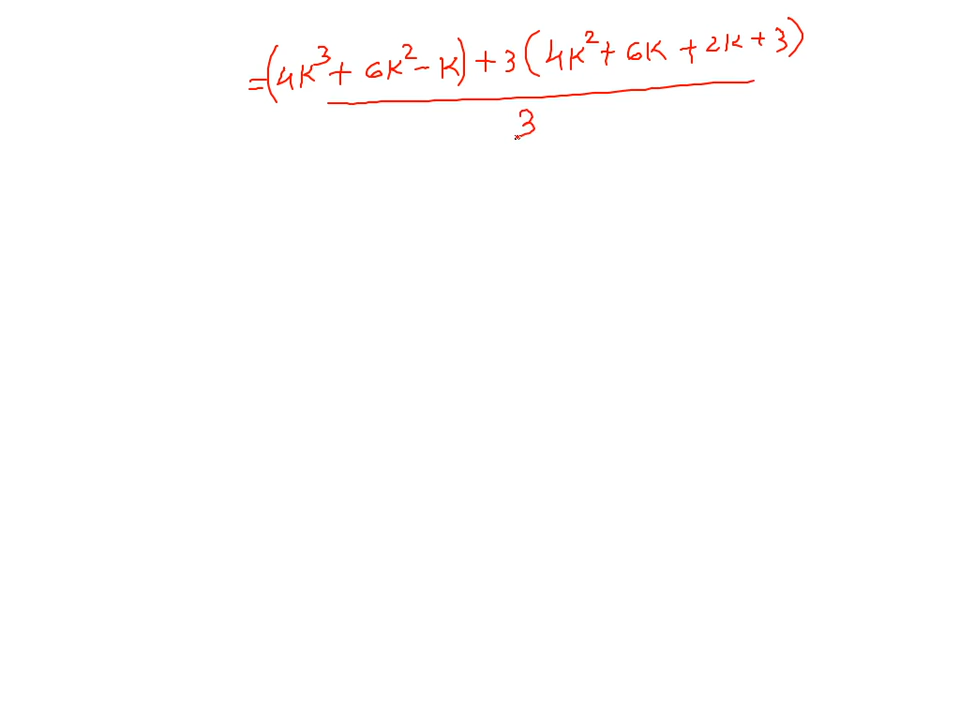 =(4K³+ 6K²- K) + 3 (4K²+ 6K + 2K + 3)
3